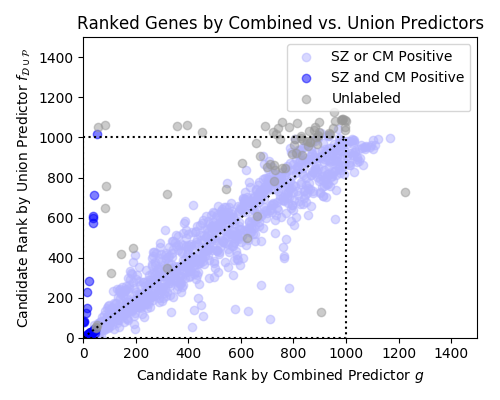 Ranked Genes by Combined vs. Union Predictors
Candidate Rank by Union Predictor f_{D∪P}
1400
1200
1000
800
600
400
200
0
SZ or CM Positive
SZ and CM Positive
Unlabeled
0 200 400 600 800 1000 1200 1400
Candidate Rank by Combined Predictor g